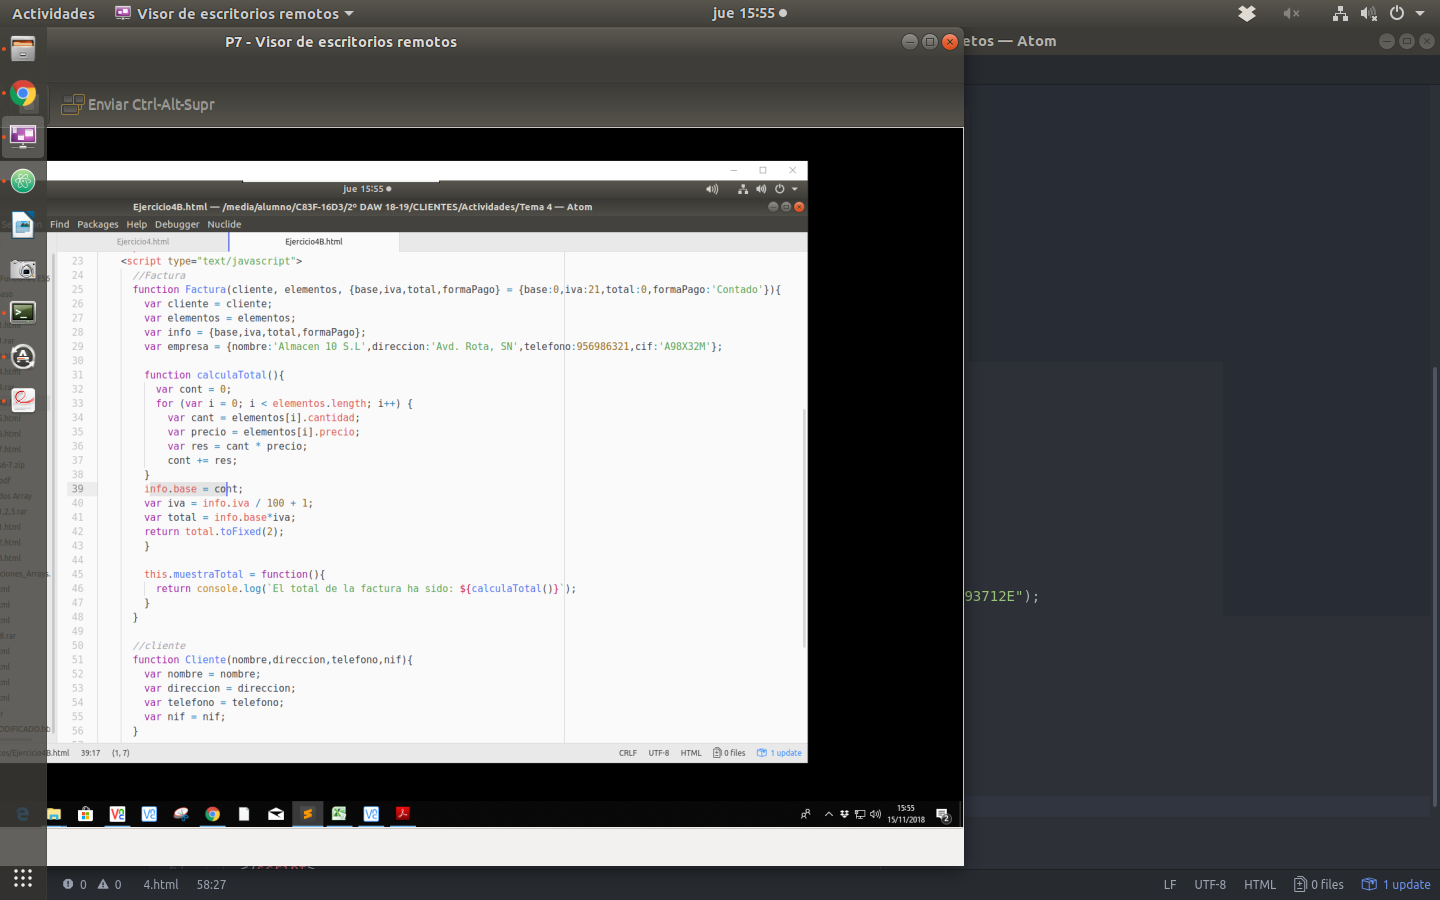 Actividades
Visor de escritorios remotos
jue 15:55
P7 - Visor de escritorios remotos
etos — Atom
Enviar Ctrl-Alt-Supr
jue 15:55
Ejercicio4B.html — /media/alumno/C83F-16D3/2º DAW 18-19/CLIENTES/Actividades/Tema 4 — Atom
Find Packages Help Debugger Nuclide
Ejercicio4.html
Ejercicio4B.html
23 <script type="text/javascript">
24 //Factura
25 function Factura(cliente, elementos, {base,iva,total,formaPago} = {base:0,iva:21,total:0,formaPago:'Contado'}){
26 var cliente = cliente;
27 var elementos = elementos;
28 var info = {base,iva,total,formaPago};
29 var empresa = {nombre:'Almacen 10 S.L',direccion:'Avd. Rota, SN',telefono:956986321,cif:'A98X32M'};
30
31 function calculaTotal(){
32 var cont = 0;
33 for (var i = 0; i < elementos.length; i++) {
34 var cant = elementos[i].cantidad;
35 var precio = elementos[i].precio;
36 var res = cant * precio;
37 cont += res;
38 }
39 info.base = cont;
40 var iva = info.iva / 100 + 1;
41 var total = info.base*iva;
42 return total.toFixed(2);
43 }
44
45 this.muestraTotal = function(){
46 return console.log(`El total de la factura ha sido: ${calculaTotal()}`);
47 }
48 }
49
50 //cliente
51 function Cliente(nombre,direccion,telefono,nif){
52 var nombre = nombre;
53 var direccion = direccion;
54 var telefono = telefono;
55 var nif = nif;
56 }
93712E");
tos/Ejercicio4B.html 39:17 (1, 7)
CRLF UTF-8 HTML 0 files 1 update
15:55
15/11/2018
2
0 0 4.html 58:27
LF UTF-8 HTML 0 files 1 update